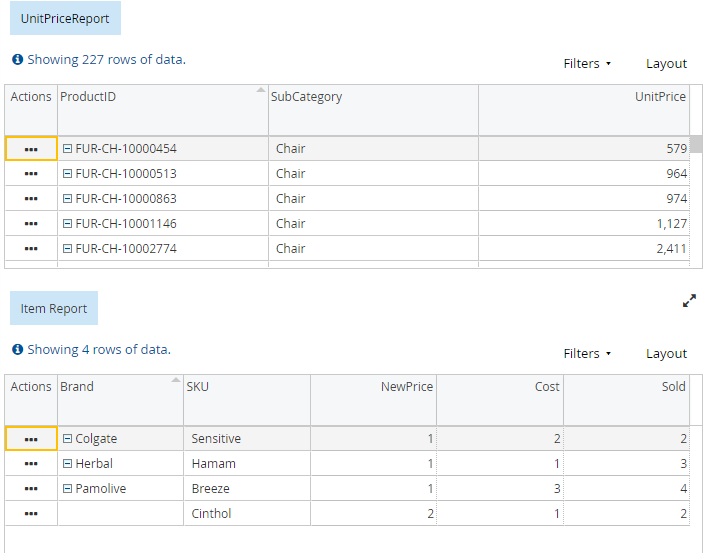 UnitPriceReport
Showing 227 rows of data.
Filters Layout
Actions ProductID SubCategory UnitPrice
••• FUR-CH-10000454 Chair 579
••• FUR-CH-10000513 Chair 964
••• FUR-CH-10000863 Chair 974
••• FUR-CH-10001146 Chair 1,127
••• FUR-CH-10002774 Chair 2,411
Item Report
Showing 4 rows of data.
Filters Layout
Actions Brand SKU NewPrice Cost Sold
••• Colgate Sensitive 1 2 2
••• Herbal Hamam 1 1 3
••• Pamolive Breeze 1 3 4
••• Cinthol 2 1 2